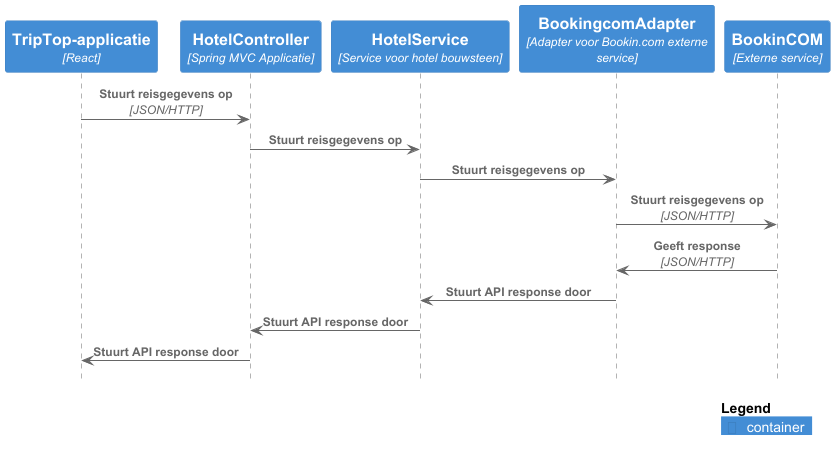 TripTop-applicatie
[React]
HotelController
[Spring MVC Applicatie]
HotelService
[Service voor hotel bouwsteen]
BookingcomAdapter
[Adapter voor Bookin.com externe
service]
BookinCOM
[Externe service]
Stuurt reisgegevens op
[JSON/HTTP]
Stuurt reisgegevens op
Stuurt reisgegevens op
Stuurt reisgegevens op
[JSON/HTTP]
Geeft response
[JSON/HTTP]
Stuurt API response door
Stuurt API response door
Stuurt API response door
Legend
container